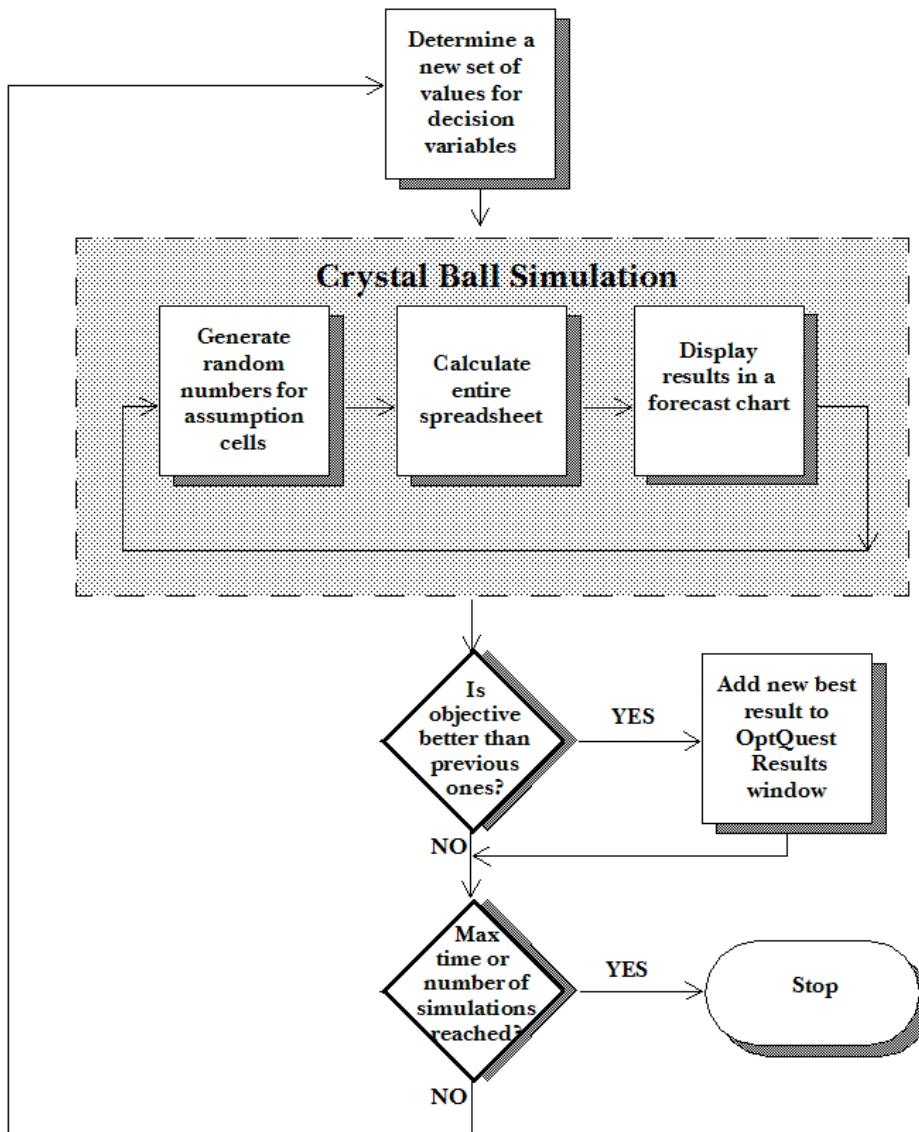 Determine a
new set of
values for
decision
variables
Crystal Ball Simulation
Generate
random
numbers for
assumption
cells
Calculate
entire
spreadsheet
Display
results in a
forecast chart
Is
objective
better than
previous
ones?
YES
Add new best
result to
OptQuest
Results
window
NO
Max
time or
number of
simulations
reached?
YES
Stop
NO